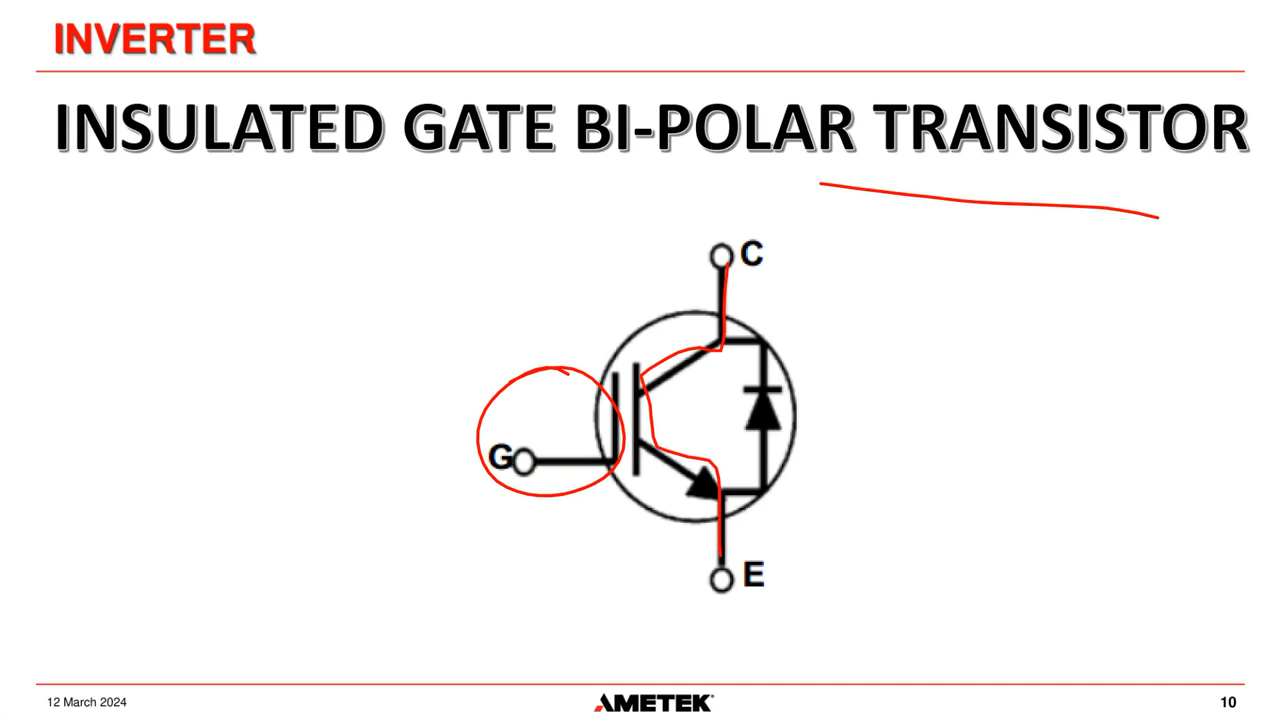 INVERTER
INSULATED GATE BI-POLAR TRANSISTOR
C
G
E
12 March 2024
AMETEK®
10